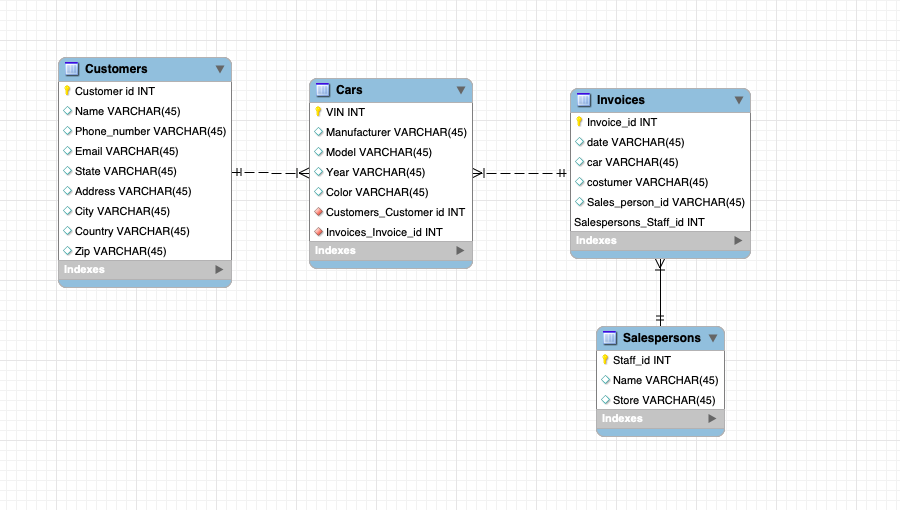 Customers
Customer id INT
Name VARCHAR(45)
Phone_number VARCHAR(45)
Email VARCHAR(45)
State VARCHAR(45)
Address VARCHAR(45)
City VARCHAR(45)
Country VARCHAR(45)
Zip VARCHAR(45)
Indexes
Cars
VIN INT
Manufacturer VARCHAR(45)
Model VARCHAR(45)
Year VARCHAR(45)
Color VARCHAR(45)
Customers_Customer id INT
Invoices_Invoice_id INT
Indexes
Invoices
Invoice_id INT
date VARCHAR(45)
car VARCHAR(45)
costumer VARCHAR(45)
Sales_person_id VARCHAR(45)
Salespersons_Staff_id INT
Indexes
Salespersons
Staff_id INT
Name VARCHAR(45)
Store VARCHAR(45)
Indexes